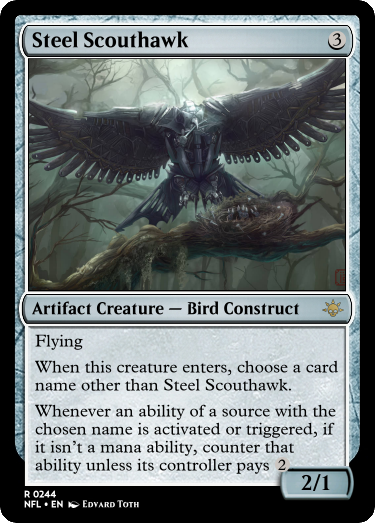 Steel Scouthawk 3
Artifact Creature — Bird Construct
Flying
When this creature enters, choose a card
name other than Steel Scouthawk.
Whenever an ability of a source with the
chosen name is activated or triggered, if
it isn't a mana ability, counter that
ability unless its controller pays 2.
2/1
R 0244
NFL • EN Edvard Toth